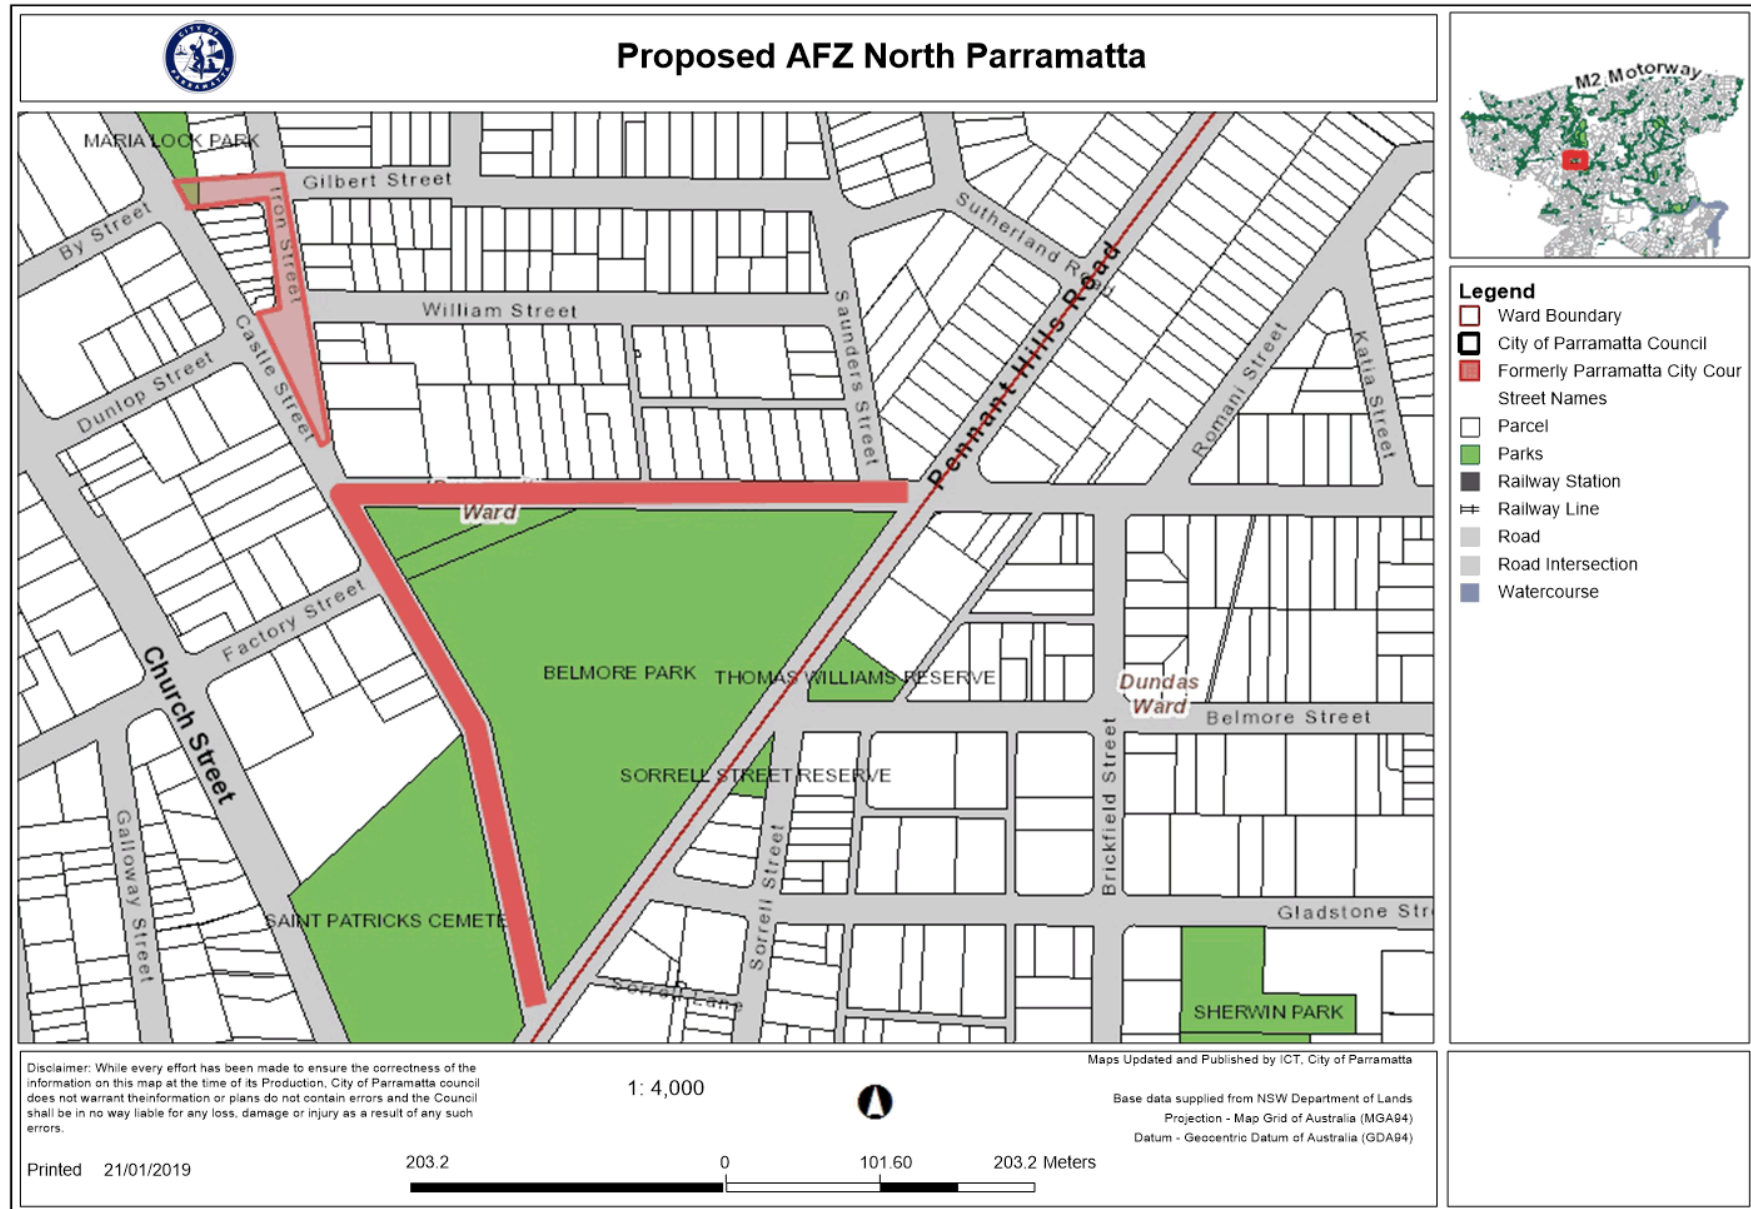 CITY OF
PARRAMATTA
Proposed AFZ North Parramatta
M2 Motorway
MARIA LOCK PARK
Gilbert Street
Iron Street
By Street
Sutherland Road
William Street
Castle Street
Saunders Street
Pennant Hills Road
Romani Street
Katia Street
Dunlop Street
Ward
Factory Street
Church Street
BELMORE PARK
THOMAS WILLIAMS RESERVE
Dundas
Ward
Belmore Street
SORRELL STREET RESERVE
Brickfield Street
Galloway Street
Sorrell Street
SAINT PATRICKS CEMETE
Gladstone Stre
Sorrell Lane
SHERWIN PARK
Legend
Ward Boundary
City of Parramatta Council
Formerly Parramatta City Cour
Street Names
Parcel
Parks
Railway Station
Railway Line
Road
Road Intersection
Watercourse
Disclaimer: While every effort has been made to ensure the correctness of the
information on this map at the time of its Production, City of Parramatta council
does not warrant theinformation or plans do not contain errors and the Council
shall be in no way liable for any loss, damage or injury as a result of any such
errors.
Printed 21/01/2019
1: 4,000
203.2 0 101.60 203.2 Meters
Maps Updated and Published by ICT, City of Parramatta
Base data supplied from NSW Department of Lands
Projection - Map Grid of Australia (MGA94)
Datum - Geocentric Datum of Australia (GDA94)